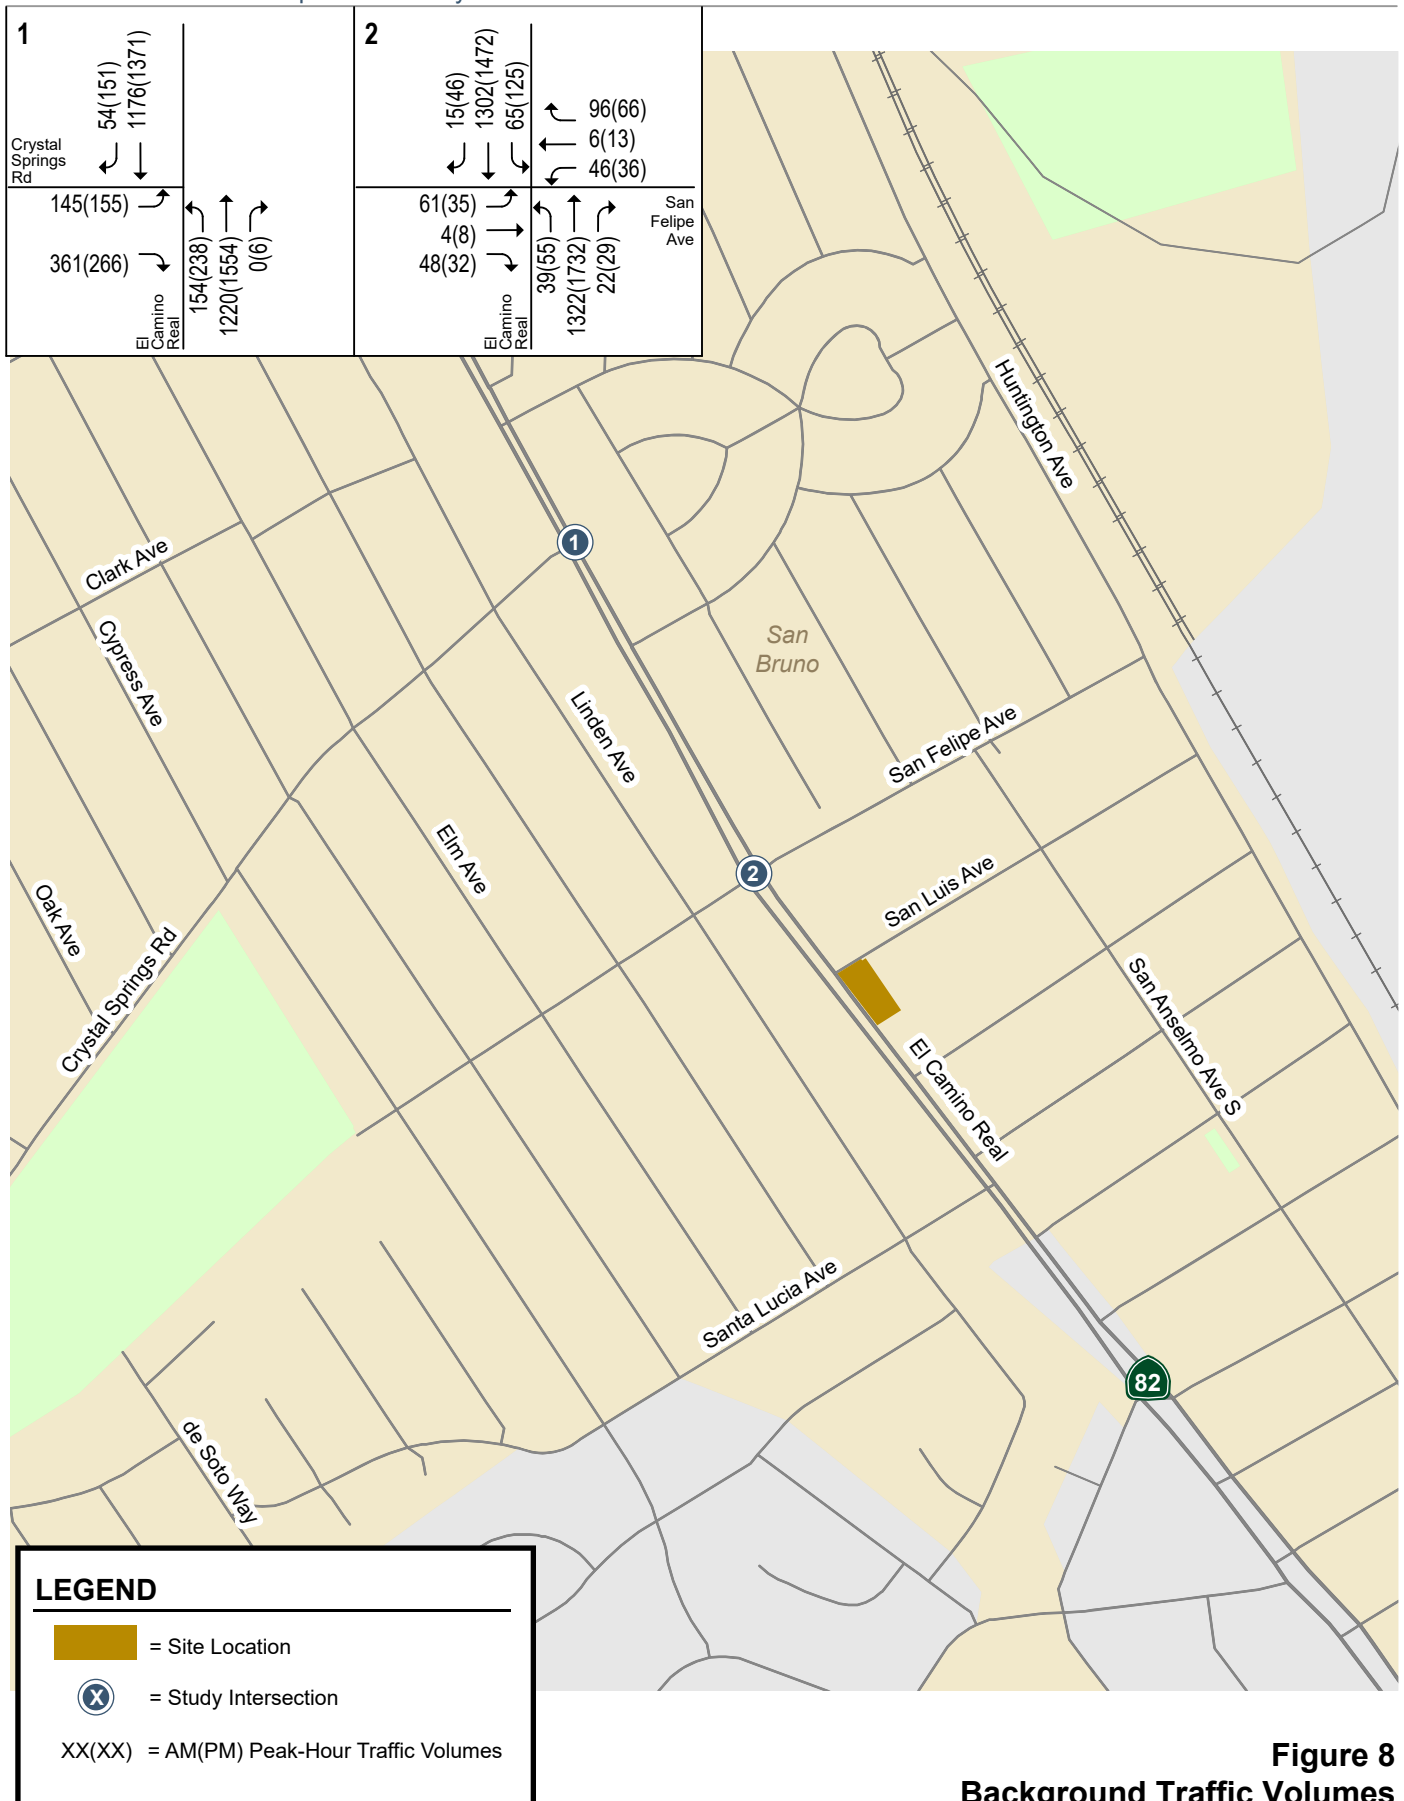 1
54(151)
1176(1371)
Crystal
Springs
Rd
145(155)
361(266)
154(238)
1220(1554)
0(6)
El
Camino
Real
2
15(46)
1302(1472)
65(125)
96(66)
6(13)
46(36)
61(35)
4(8)
48(32)
39(55)
1322(1732)
22(29)
San
Felipe
Ave
El
Camino
Real
Huntington Ave
1
Clark Ave
Cypress Ave
San
Bruno
Linden Ave
San Felipe Ave
Elm Ave
2
San Luis Ave
Oak Ave
Crystal Springs Rd
San Anselmo Ave S
El Camino Real
Santa Lucia Ave
82
de Soto Way
LEGEND
= Site Location
X
= Study Intersection
XX(XX) = AM(PM) Peak-Hour Traffic Volumes
Figure 8
Background Traffic Volumes